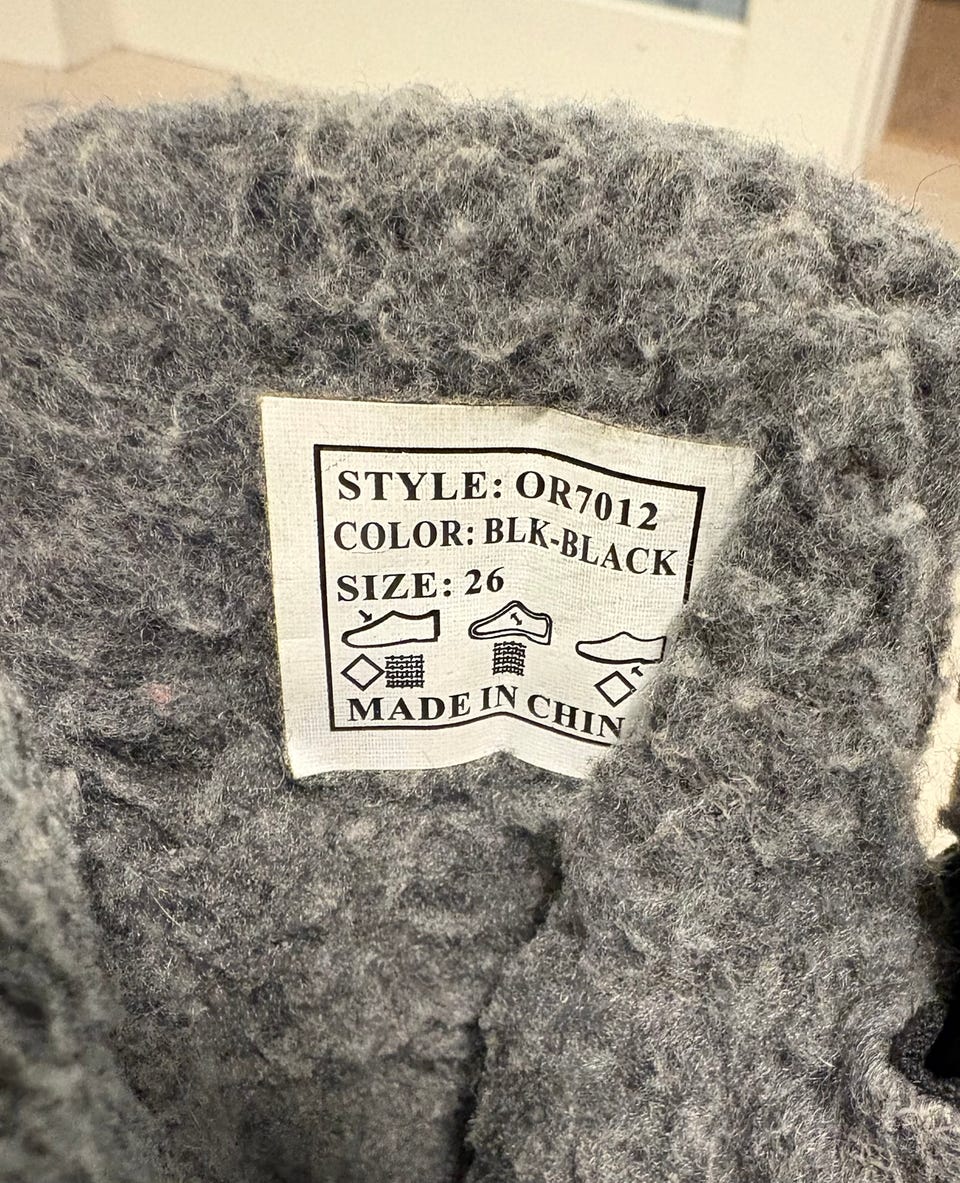 STYLE: OR7012
COLOR: BLK-BLACK
SIZE: 26
MADE IN CHIN